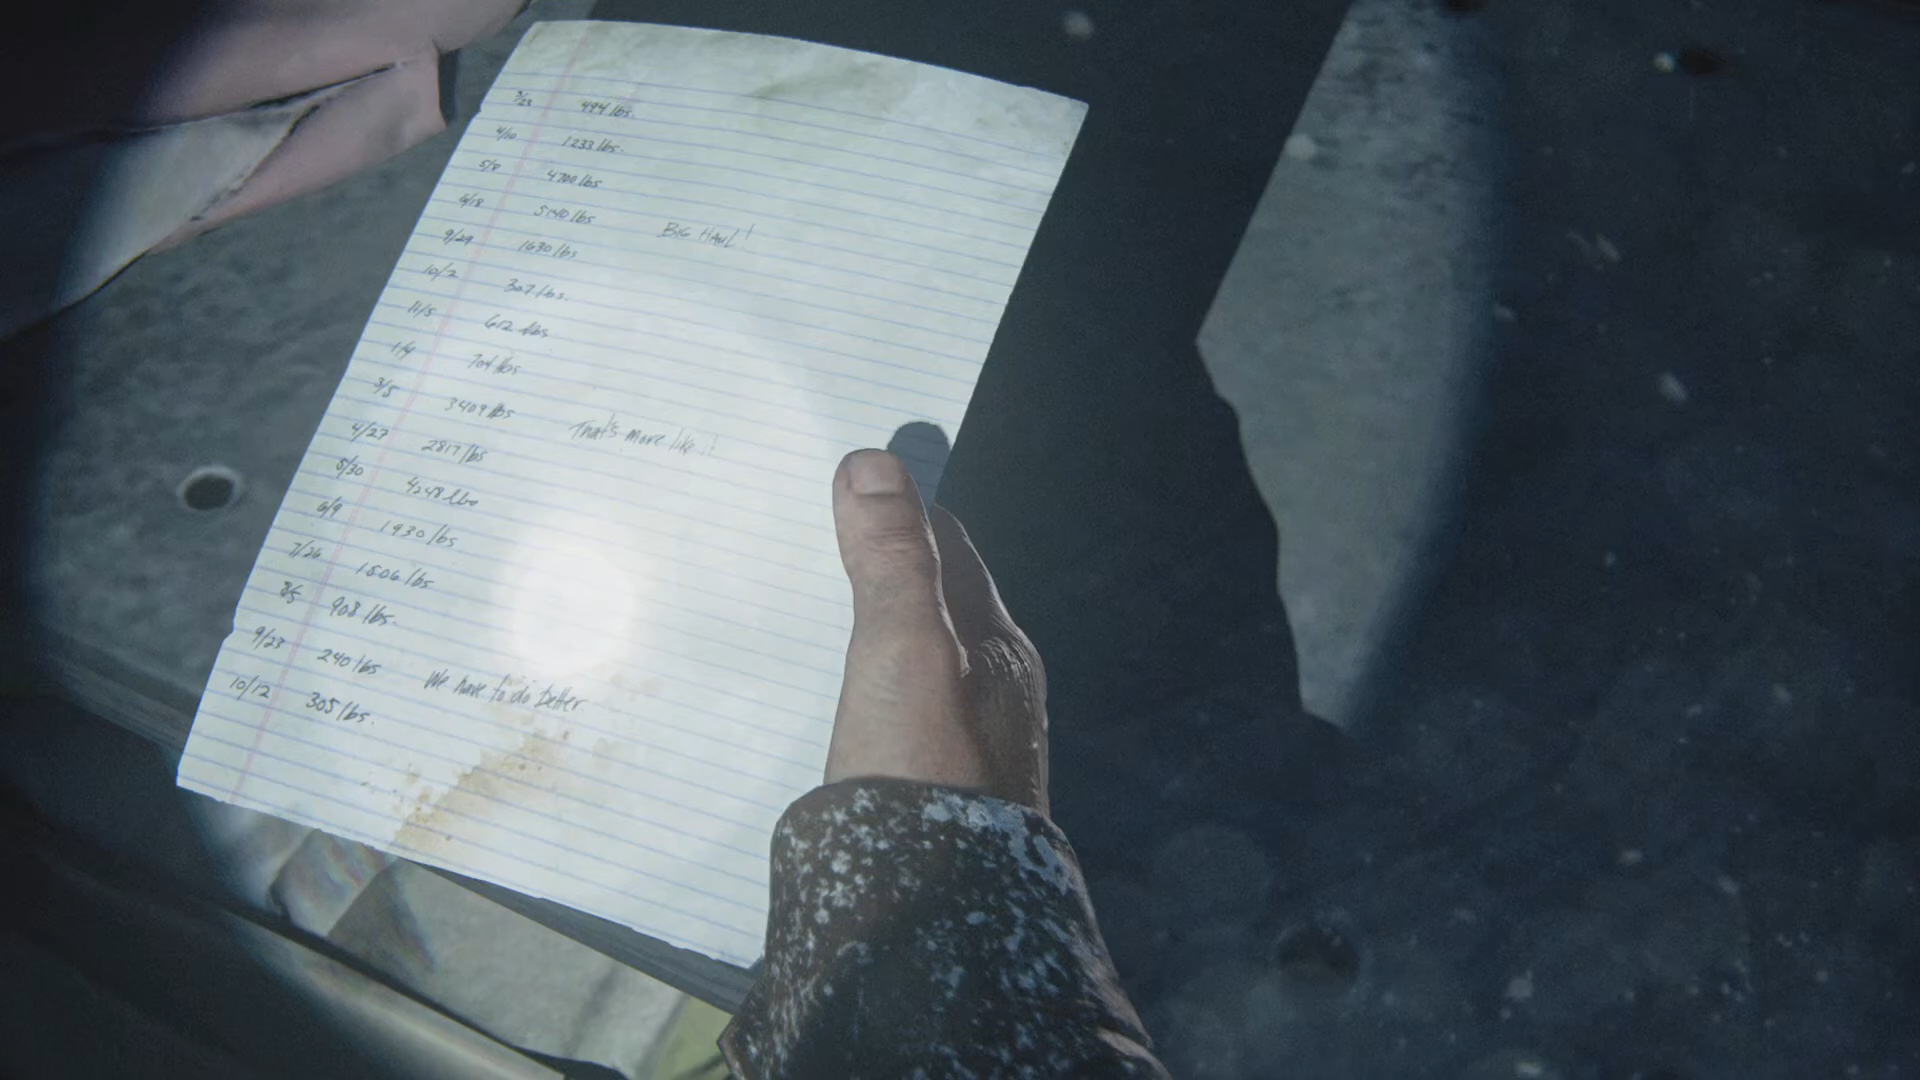 3/23 494 lbs.
4/10 1233 lbs.
5/8 4700 lbs
6/18 5140 lbs BIG HAUL!
9/29 1630 lbs
10/2 307 lbs.
11/5 612 lbs
1/4 704 lbs
3/5 3409 lbs That's more like it!
4/27 2817 lbs
5/30 4248 lbs
6/9 1930 lbs
7/26 1506 lbs
8/5 908 lbs.
9/23 240 lbs We have to do better.
10/12 305 lbs.